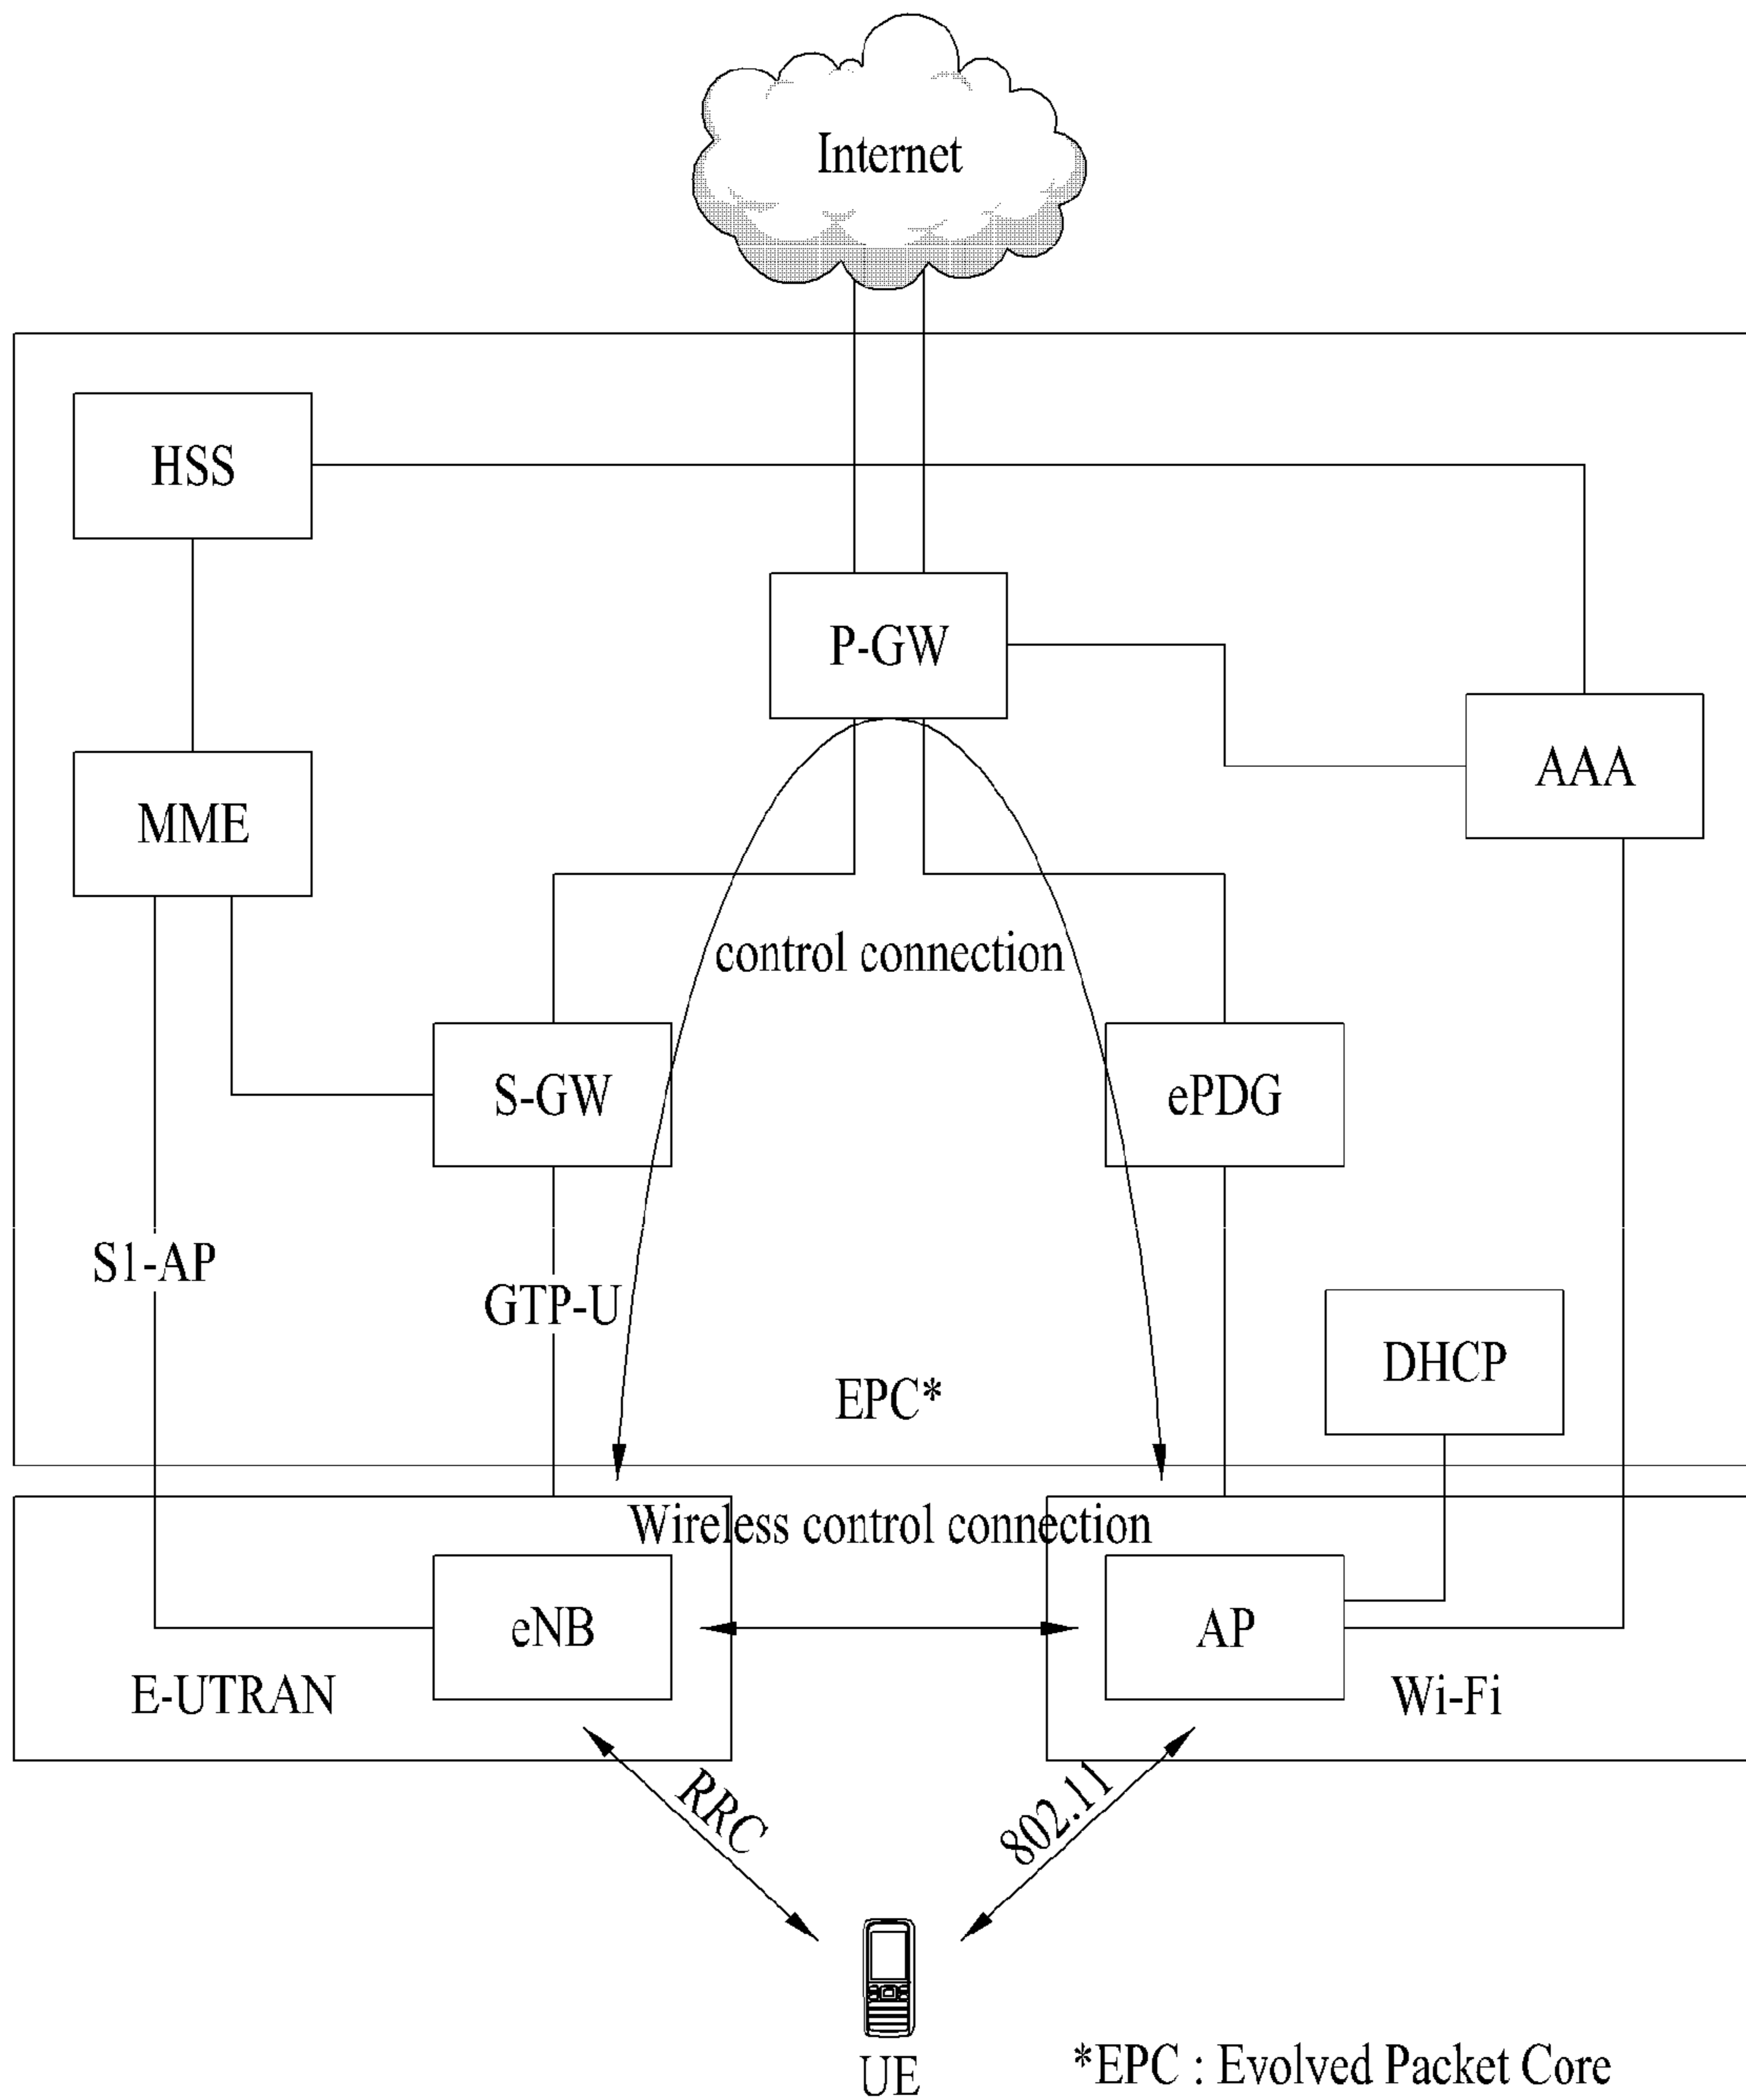 Internet
HSS
P-GW
AAA
MME
control connection
S-GW
ePDG
S1-AP
GTP-U
DHCP
EPC*
Wireless control connection
eNB
AP
E-UTRAN
Wi-Fi
RRC
802.11
UE
*EPC : Evolved Packet Core